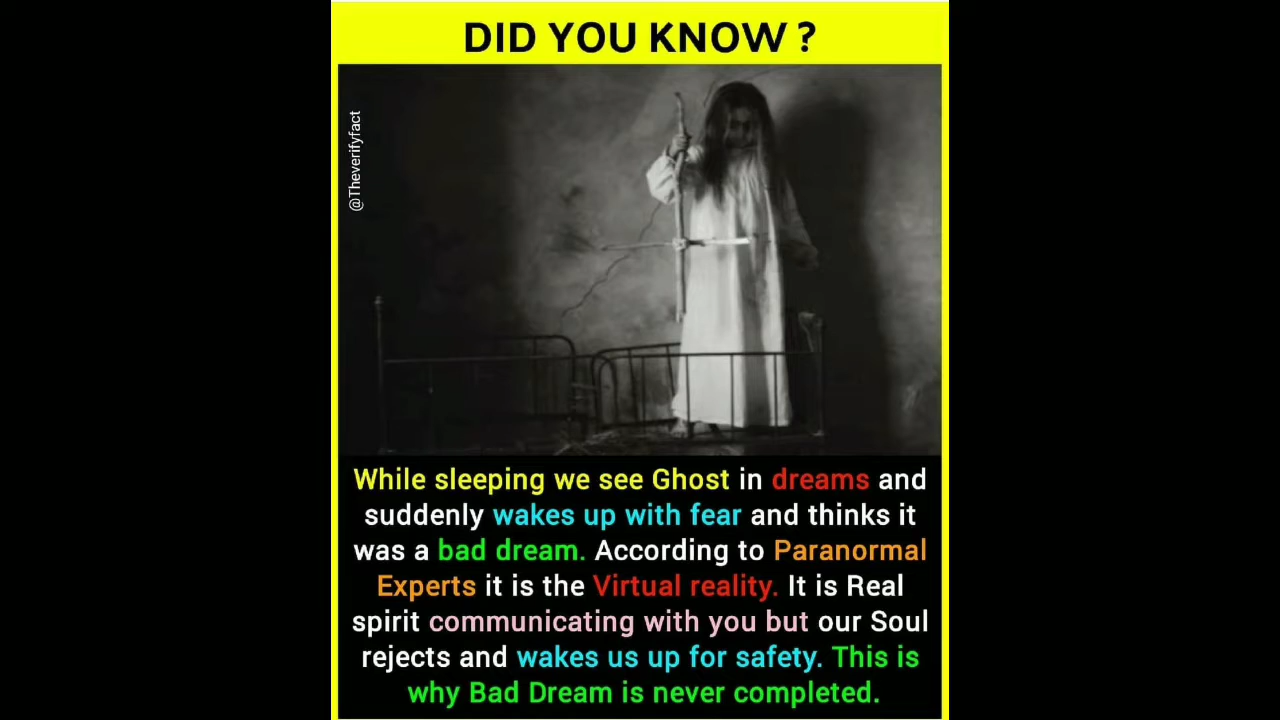 DID YOU KNOW ?
@Theverifyfact
While sleeping we see Ghost in dreams and
suddenly wakes up with fear and thinks it
was a bad dream. According to Paranormal
Experts it is the Virtual reality. It is Real
spirit communicating with you but our Soul
rejects and wakes us up for safety. This is
why Bad Dream is never completed.